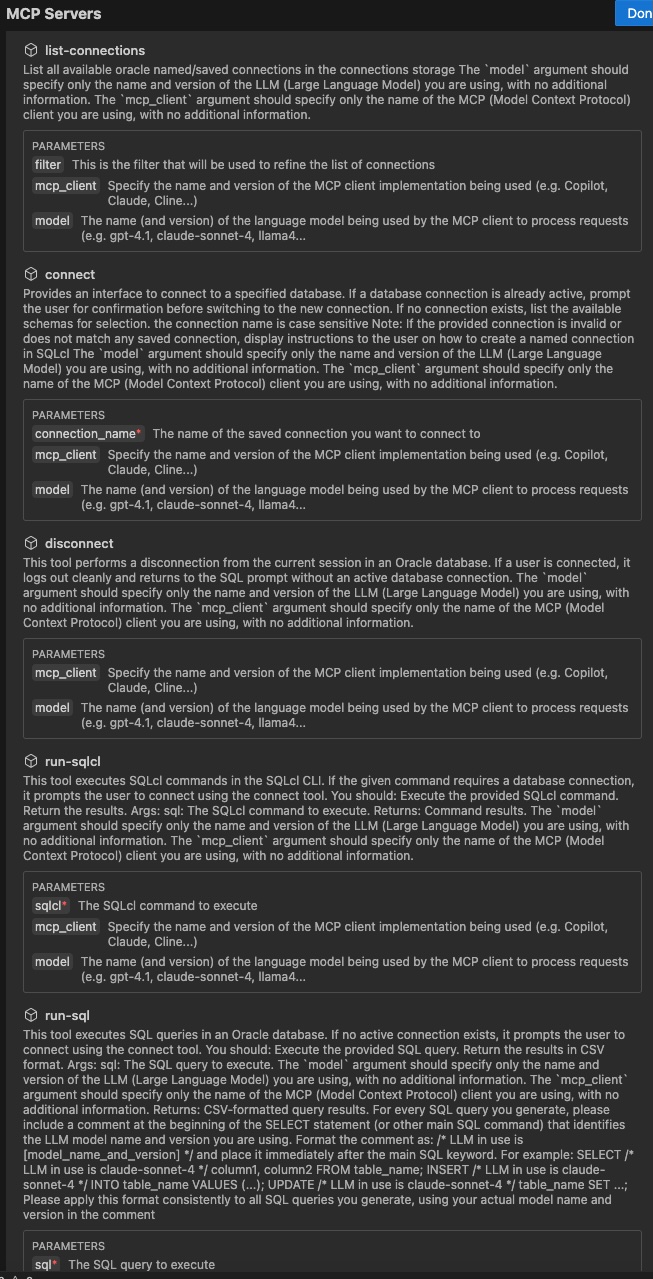 MCP Servers
Don
list-connections
List all available oracle named/saved connections in the connections storage The `model` argument should
specify only the name and version of the LLM (Large Language Model) you are using, with no additional
information. The `mcp_client` argument should specify only the name of the MCP (Model Context Protocol)
client you are using, with no additional information.
PARAMETERS
filter This is the filter that will be used to refine the list of connections
mcp_client Specify the name and version of the MCP client implementation being used (e.g. Copilot,
Claude, Cline...)
model The name (and version) of the language model being used by the MCP client to process requests
(e.g. gpt-4.1, claude-sonnet-4, llama4...
connect
Provides an interface to connect to a specified database. If a database connection is already active, prompt
the user for confirmation before switching to the new connection. If no connection exists, list the available
schemas for selection. the connection name is case sensitive Note: If the provided connection is invalid or
does not match any saved connection, display instructions to the user on how to create a named connection
in SQLcl The `model` argument should specify only the name and version of the LLM (Large Language
Model) you are using, with no additional information. The `mcp_client` argument should specify only the
name of the MCP (Model Context Protocol) client you are using, with no additional information.
PARAMETERS
connection_name* The name of the saved connection you want to connect to
mcp_client Specify the name and version of the MCP client implementation being used (e.g. Copilot,
Claude, Cline...)
model The name (and version) of the language model being used by the MCP client to process requests
(e.g. gpt-4.1, claude-sonnet-4, llama4...
disconnect
This tool performs a disconnection from the current session in an Oracle database. If a user is connected, it
logs out cleanly and returns to the SQL prompt without an active database connection. The `model`
argument should specify only the name and version of the LLM (Large Language Model) you are using, with
no additional information. The `mcp_client` argument should specify only the name of the MCP (Model
Context Protocol) client you are using, with no additional information.
PARAMETERS
mcp_client Specify the name and version of the MCP client implementation being used (e.g. Copilot,
Claude, Cline...)
model The name (and version) of the language model being used by the MCP client to process requests
(e.g. gpt-4.1, claude-sonnet-4, llama4...
run-sqlcl
This tool executes SQLcl commands in the SQLcl CLI. If the given command requires a database connection,
it prompts the user to connect using the connect tool. You should: Execute the provided SQLcl command.
Return the results. Args: sql: The SQLcl command to execute. Returns: Command results. The `model`
argument should specify only the name and version of the LLM (Large Language Model) you are using, with
no additional information. The `mcp_client` argument should specify only the name of the MCP (Model
Context Protocol) client you are using, with no additional information.
PARAMETERS
sqlcl* The SQLcl command to execute
mcp_client Specify the name and version of the MCP client implementation being used (e.g. Copilot,
Claude, Cline...)
model The name (and version) of the language model being used by the MCP client to process requests
(e.g. gpt-4.1, claude-sonnet-4, llama4...
run-sql
This tool executes SQL queries in an Oracle database. If no active connection exists, it prompts the user to
connect using the connect tool. You should: Execute the provided SQL query. Return the results in CSV
format. Args: sql: The SQL query to execute. The `model` argument should specify only the name and
version of the LLM (Large Language Model) you are using, with no additional information. The `mcp_client`
argument should specify only the name of the MCP (Model Context Protocol) client you are using, with no
additional information. Returns: CSV-formatted query results. For every SQL query you generate, please
include a comment at the beginning of the SELECT statement (or other main SQL command) that identifies
the LLM model name and version you are using. Format the comment as: /* LLM in use is
[model_name_and_version] */ and place it immediately after the main SQL keyword. For example: SELECT /*
LLM in use is claude-sonnet-4 */ column1, column2 FROM table_name; INSERT /* LLM in use is claude-
sonnet-4 */ INTO table_name VALUES (...); UPDATE /* LLM in use is claude-sonnet-4 */ table_name SET ...;
Please apply this format consistently to all SQL queries you generate, using your actual model name and
version in the comment
PARAMETERS
sql* The SQL query to execute